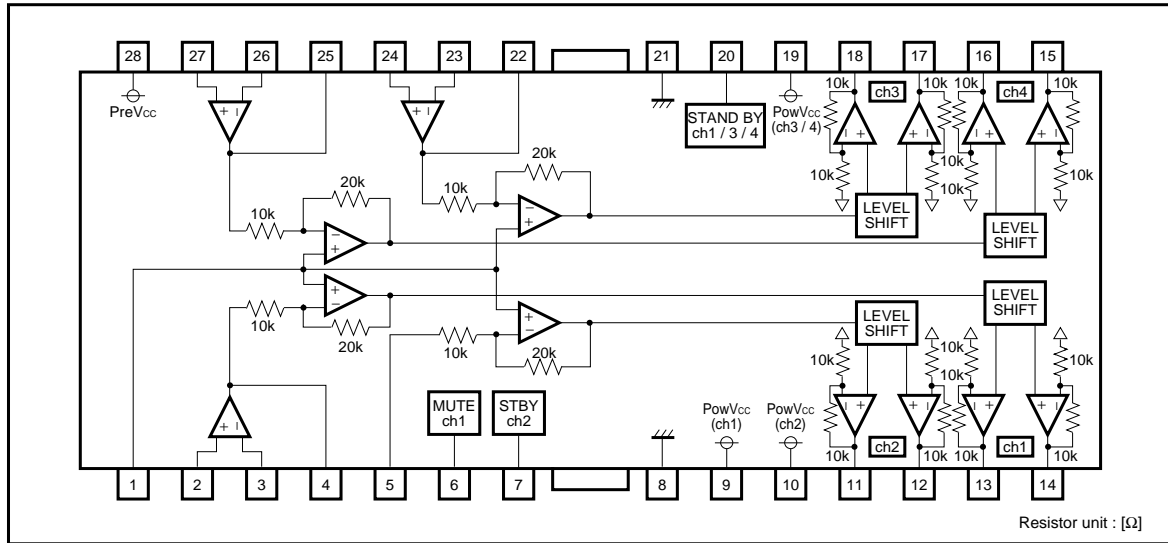 28 27 26 25 24 23 22 21 20 19 18 17 16 15
PreVCC
STAND BY
ch1 / 3 / 4
PowVCC
(ch3 / 4)
10k ch3 10k 10k ch4 10k
+ − + − − + + − − + + −
10k 10k 10k 10k
20k 20k
10k 10k
− + − +
LEVEL
SHIFT
LEVEL
SHIFT
+ − + −
10k 10k
20k 20k
LEVEL
SHIFT
LEVEL
SHIFT
10k 10k 10k 10k
+ −
MUTE
ch1
STBY
ch2
PowVCC
(ch1)
PowVCC
(ch2)
− + + − − + + −
10k ch2 10k 10k ch1 10k
1 2 3 4 5 6 7 8 9 10 11 12 13 14
Resistor unit : [Ω]